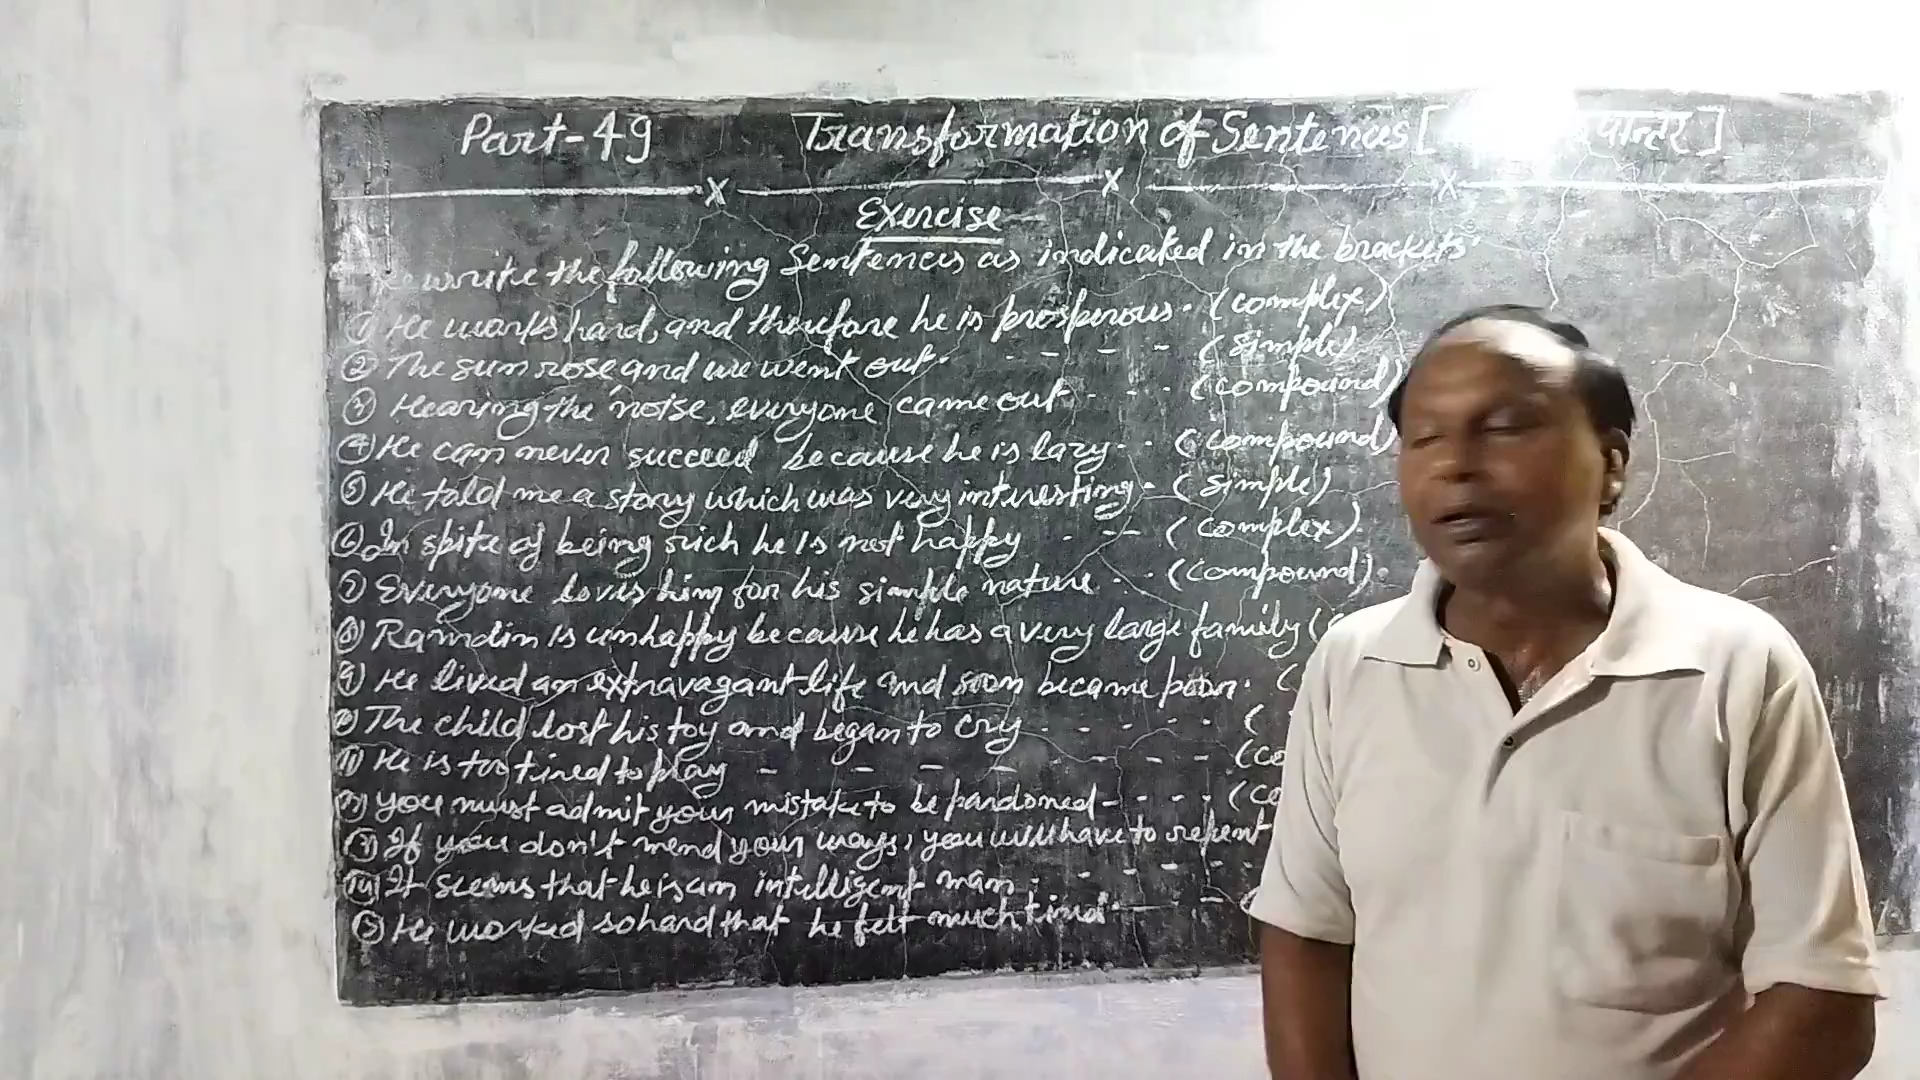 Part-49 Transformation of Sentences [ पान्तर ]
x x x
Exercise
write the following Sentences as indicated in the brackets.
① He works hard, and therefore he is prosperous. (complex)
② The sun rose and we went out. - - - - (simple)
③ Hearing the noise, everyone came out - - - (compound)
④ He can never succeed because he is lazy - - (compound)
⑤ He told me a story which was very interesting - (simple)
⑥ In spite of being rich he is not happy - -- (complex).
⑦ Everyone loves him for his simple nature - - (compound).
⑧ Ramdin is unhappy because he has a very large family (
⑨ He lived an extravagant life and soon became poor. (
⑩ The child lost his toy and began to cry - - - - - (
⑪ He is too tired to play - - - - - - - (co
⑫ you must admit your mistake to be pardoned - - - - (co
⑬ If you don't mend your ways, you will have to repent
⑭ It seems that he is an intelligent man - - - - -
⑮ He worked so hard that he felt much tired - - - (